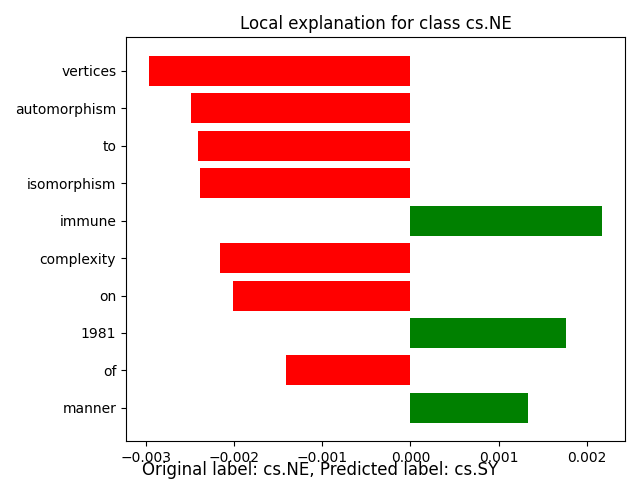 Local explanation for class cs.NE
vertices
automorphism
to
isomorphism
immune
complexity
on
1981
of
manner
−0.003 −0.002 −0.001 0.000 0.001 0.002
Original label: cs.NE, Predicted label: cs.SY